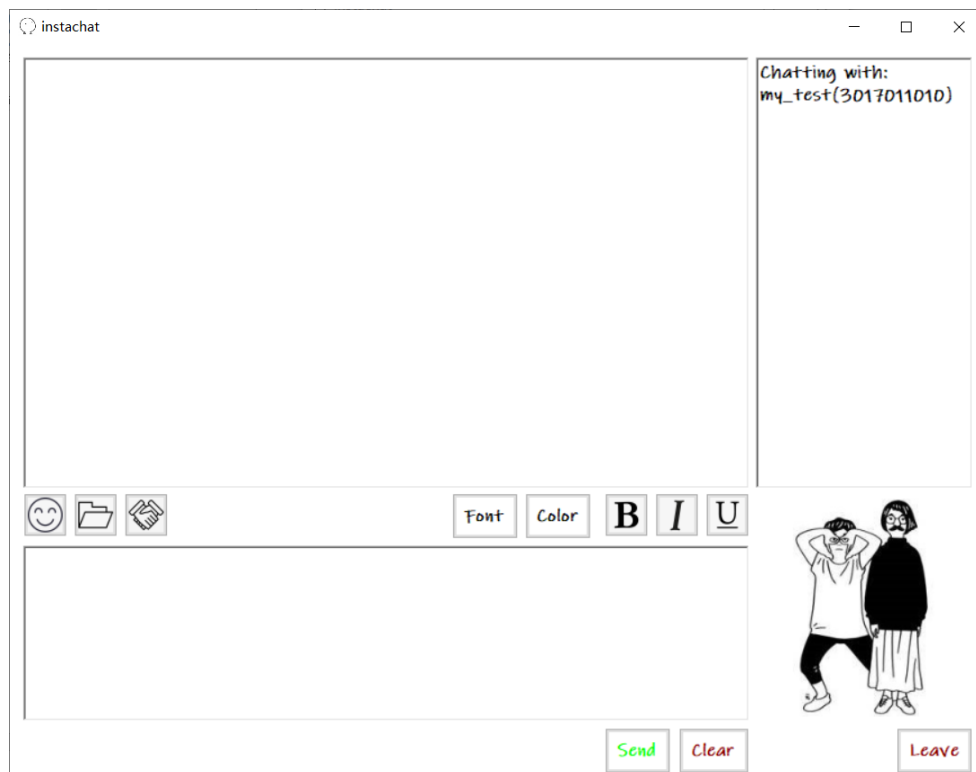 instachat
Chatting with:
my_test(3017011010)
Font
Color
B
I
U
Send
Clear
Leave